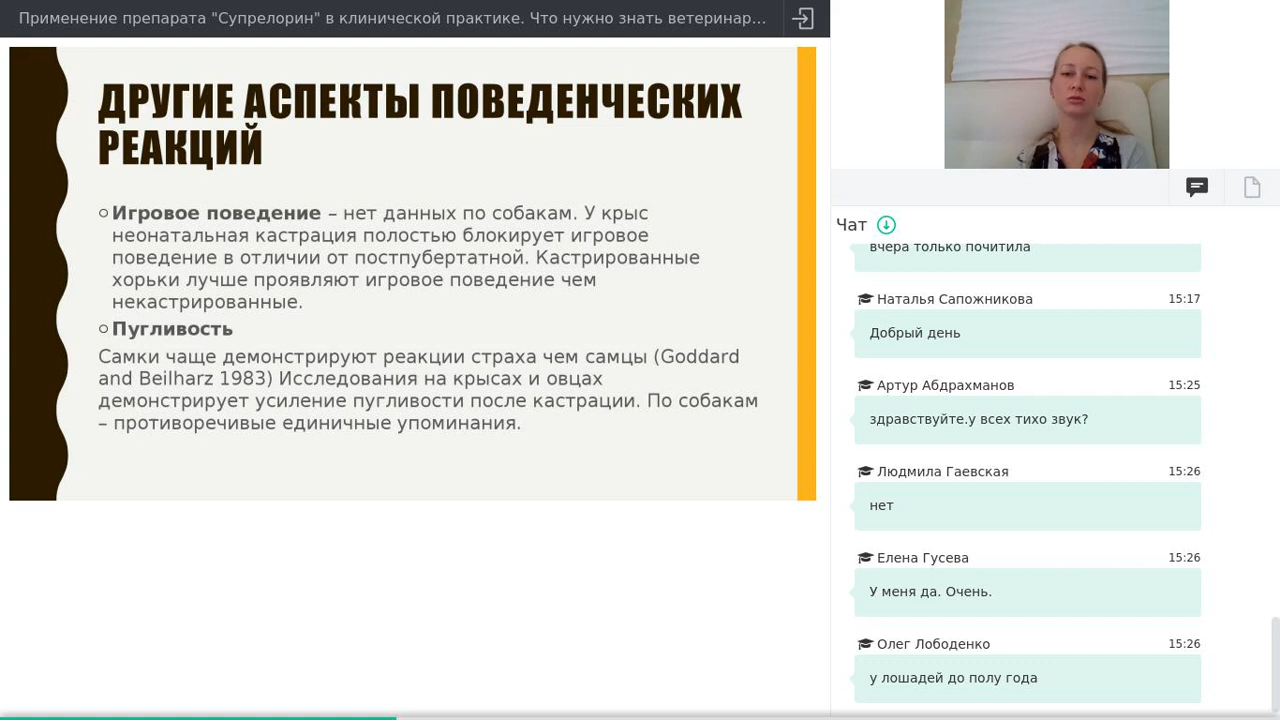 Применение препарата "Супрелорин" в клинической практике. Что нужно знать ветеринар...
ДРУГИЕ АСПЕКТЫ ПОВЕДЕНЧЕСКИХ
РЕАКЦИЙ
Игровое поведение – нет данных по собакам. У крыс
неонатальная кастрация полостью блокирует игровое
поведение в отличии от постпубертатной. Кастрированные
хорьки лучше проявляют игровое поведение чем
некастрированные.
Пугливость
Самки чаще демонстрируют реакции страха чем самцы (Goddard
and Beilharz 1983) Исследования на крысах и овцах
демонстрирует усиление пугливости после кастрации. По собакам
– противоречивые единичные упоминания.
Чат
вчера только почитила
Наталья Сапожникова 15:17
Добрый день
Артур Абдрахманов 15:25
здравствуйте.у всех тихо звук?
Людмила Гаевская 15:26
нет
Елена Гусева 15:26
У меня да. Очень.
Олег Лободенко 15:26
у лошадей до полу года